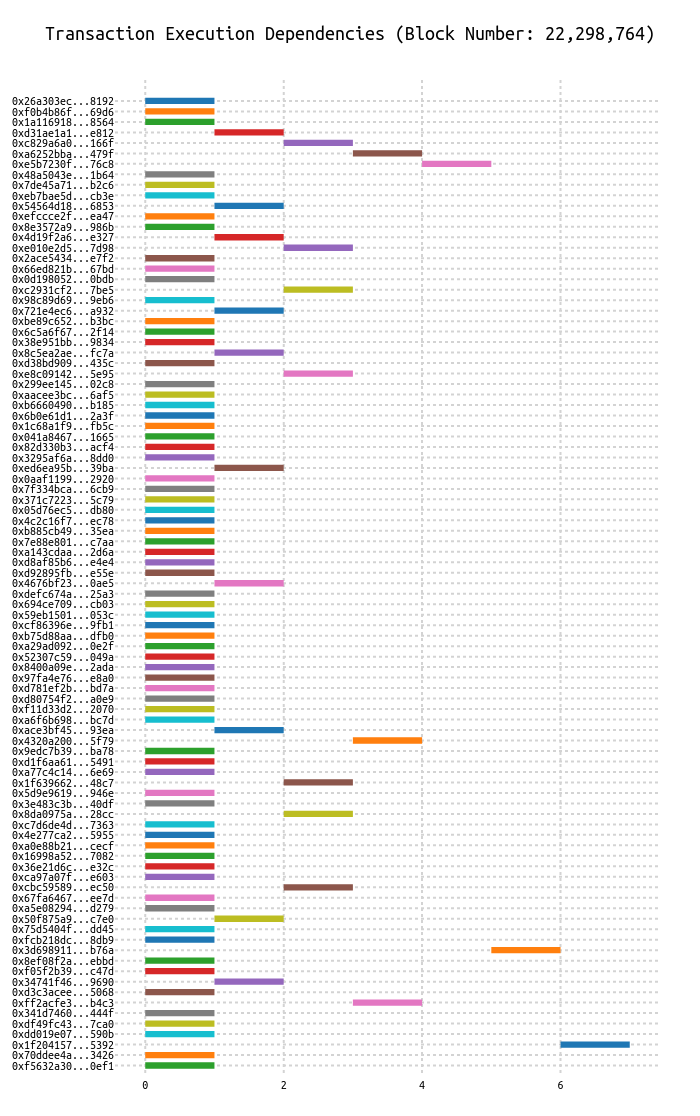 Transaction Execution Dependencies (Block Number: 22,298,764)
0x26a303ec...8192
0xf0b4b86f...69d6
0x1a116918...8564
0xd31ae1a1...e812
0xc829a6a0...166f
0xa6252bba...479f
0xe5b7230f...76c8
0x48a5043e...1b64
0x7de45a71...b2c6
0xeb7bae5d...cb3e
0x54564d18...6853
0xefccce2f...ea47
0x8e3572a9...986b
0x4d19f2a6...e327
0xe010e2d5...7d98
0x2ace5434...e7f2
0x66ed821b...67bd
0x0d198052...0bdb
0xc2931cf2...7be5
0x98c89d69...9eb6
0x721e4ec6...a932
0xbe89c652...b3bc
0x6c5a6f67...2f14
0x38e951bb...9834
0x8c5ea2ae...fc7a
0xd38bd909...435c
0xe8c09142...5e95
0x299ee145...02c8
0xaacee3bc...6af5
0xb6660490...b185
0x6b0e61d1...2a3f
0x1c68a1f9...fb5c
0x041a8467...1665
0x82d330b3...acf4
0x3295af6a...8dd0
0xed6ea95b...39ba
0x0aaf1199...2920
0x7f334bca...6cb9
0x371c7223...5c79
0x05d76ec5...db80
0x4c2c16f7...ec78
0xb885cb49...35ea
0x7e88e801...c7aa
0xa143cdaa...2d6a
0xd8af85b6...e4e4
0xd92895fb...e55e
0x4676bf23...0ae5
0xdefc674a...25a3
0x694ce709...cb03
0x59eb1501...053c
0xcf86396e...9fb1
0xb75d88aa...dfb0
0xa29ad092...0e2f
0x52307c59...049a
0x8400a09e...2ada
0x97fa4e76...e8a0
0xd781ef2b...bd7a
0xd80754f2...a0e9
0xf11d33d2...2070
0xa6f6b698...bc7d
0xace3bf45...93ea
0x4320a200...5f79
0x9edc7b39...ba78
0xd1f6aa61...5491
0xa77c4c14...6e69
0x1f639662...48c7
0x5d9e9619...946e
0x3e483c3b...40df
0x8da0975a...28cc
0xc7d6de4d...7363
0x4e277ca2...5955
0xa0e88b21...cecf
0x16998a52...7082
0x36e21d6c...e32c
0xca97a07f...e603
0xcbc59589...ec50
0x67fa6467...ee7d
0xa5e08294...d279
0x50f875a9...c7e0
0x75d5404f...dd45
0xfcb218dc...8db9
0x3d698911...b76a
0x8ef08f2a...ebbd
0xf05f2b39...c47d
0x34741f46...9690
0xd3c3acee...5068
0xff2acfe3...b4c3
0x341d7460...444f
0xdf49fc43...7ca0
0xdd019e07...590b
0x1f204157...5392
0x70ddee4a...3426
0xf5632a30...0ef1
0 2 4 6